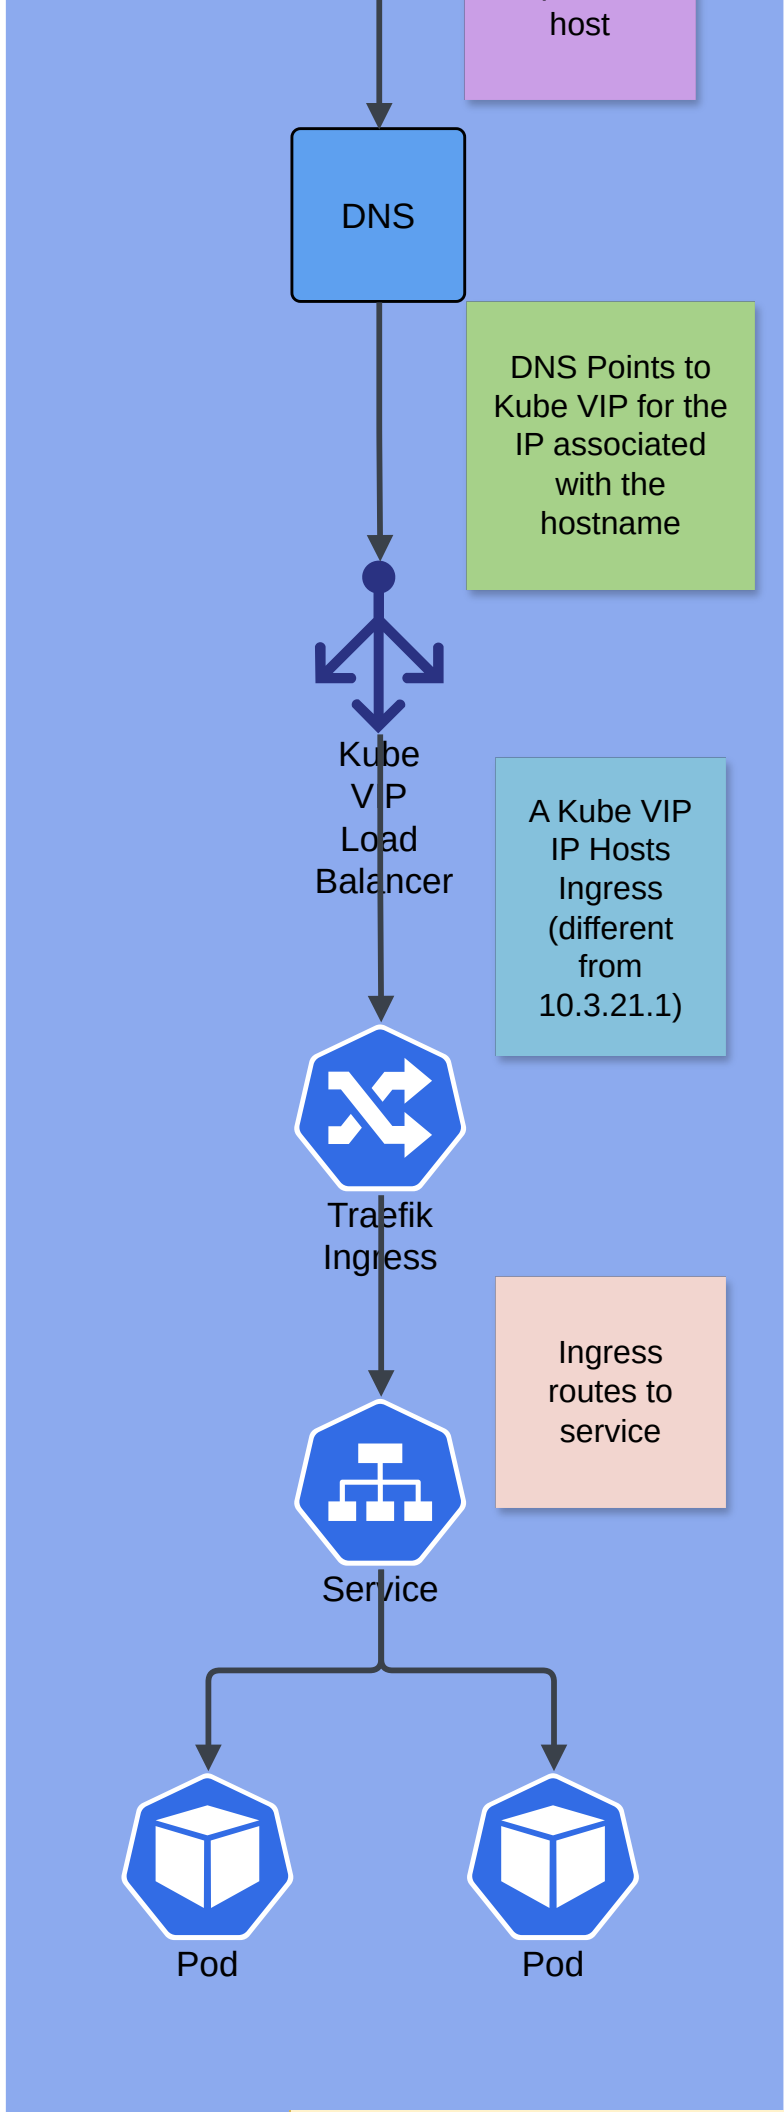 host
DNS
DNS Points to
Kube VIP for the
IP associated
with the
hostname
Kube
VIP
Load
Balancer
A Kube VIP
IP Hosts
Ingress
(different
from
10.3.21.1)
Traefik
Ingress
Ingress
routes to
service
Service
Pod
Pod